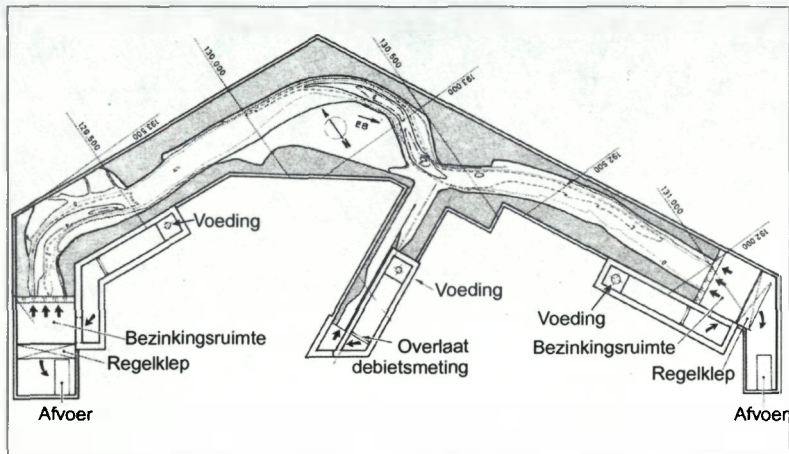 130.000
130.500
193.000
129.500
193.500
EB
N
192.500
131.000
192.000
Voeding
Voeding
Voeding
Bezinkingsruimte
Regelklep
Afvoer
Overlaat
debietsmeting
Bezinkingsruimte
Regelklep
Afvoer